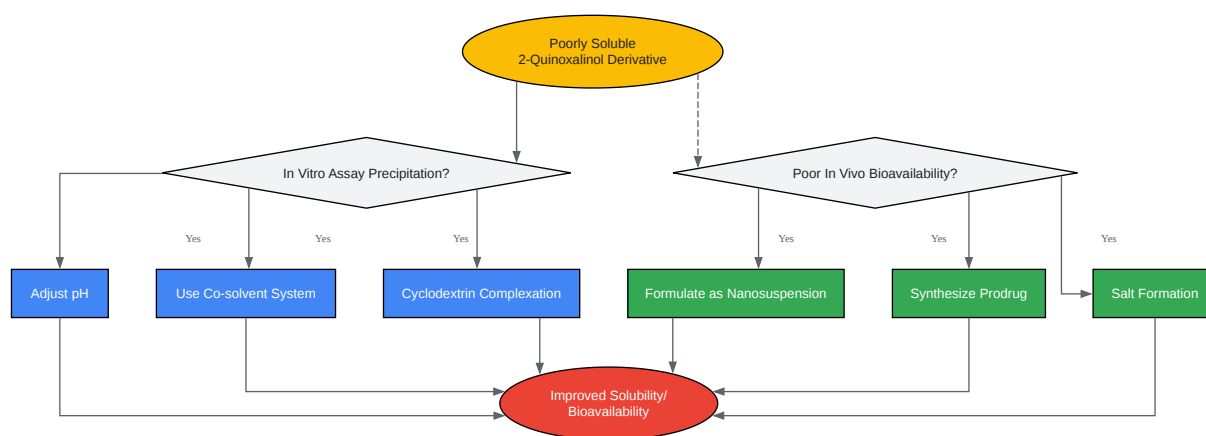 Poorly Soluble
2-Quinoxalinol Derivative
In Vitro Assay Precipitation?
Poor In Vivo Bioavailability?
Yes
Yes
Yes
Yes
Yes
Yes
Adjust pH
Use Co-solvent System
Cyclodextrin Complexation
Formulate as Nanosuspension
Synthesize Prodrug
Salt Formation
Improved Solubility/
Bioavailability